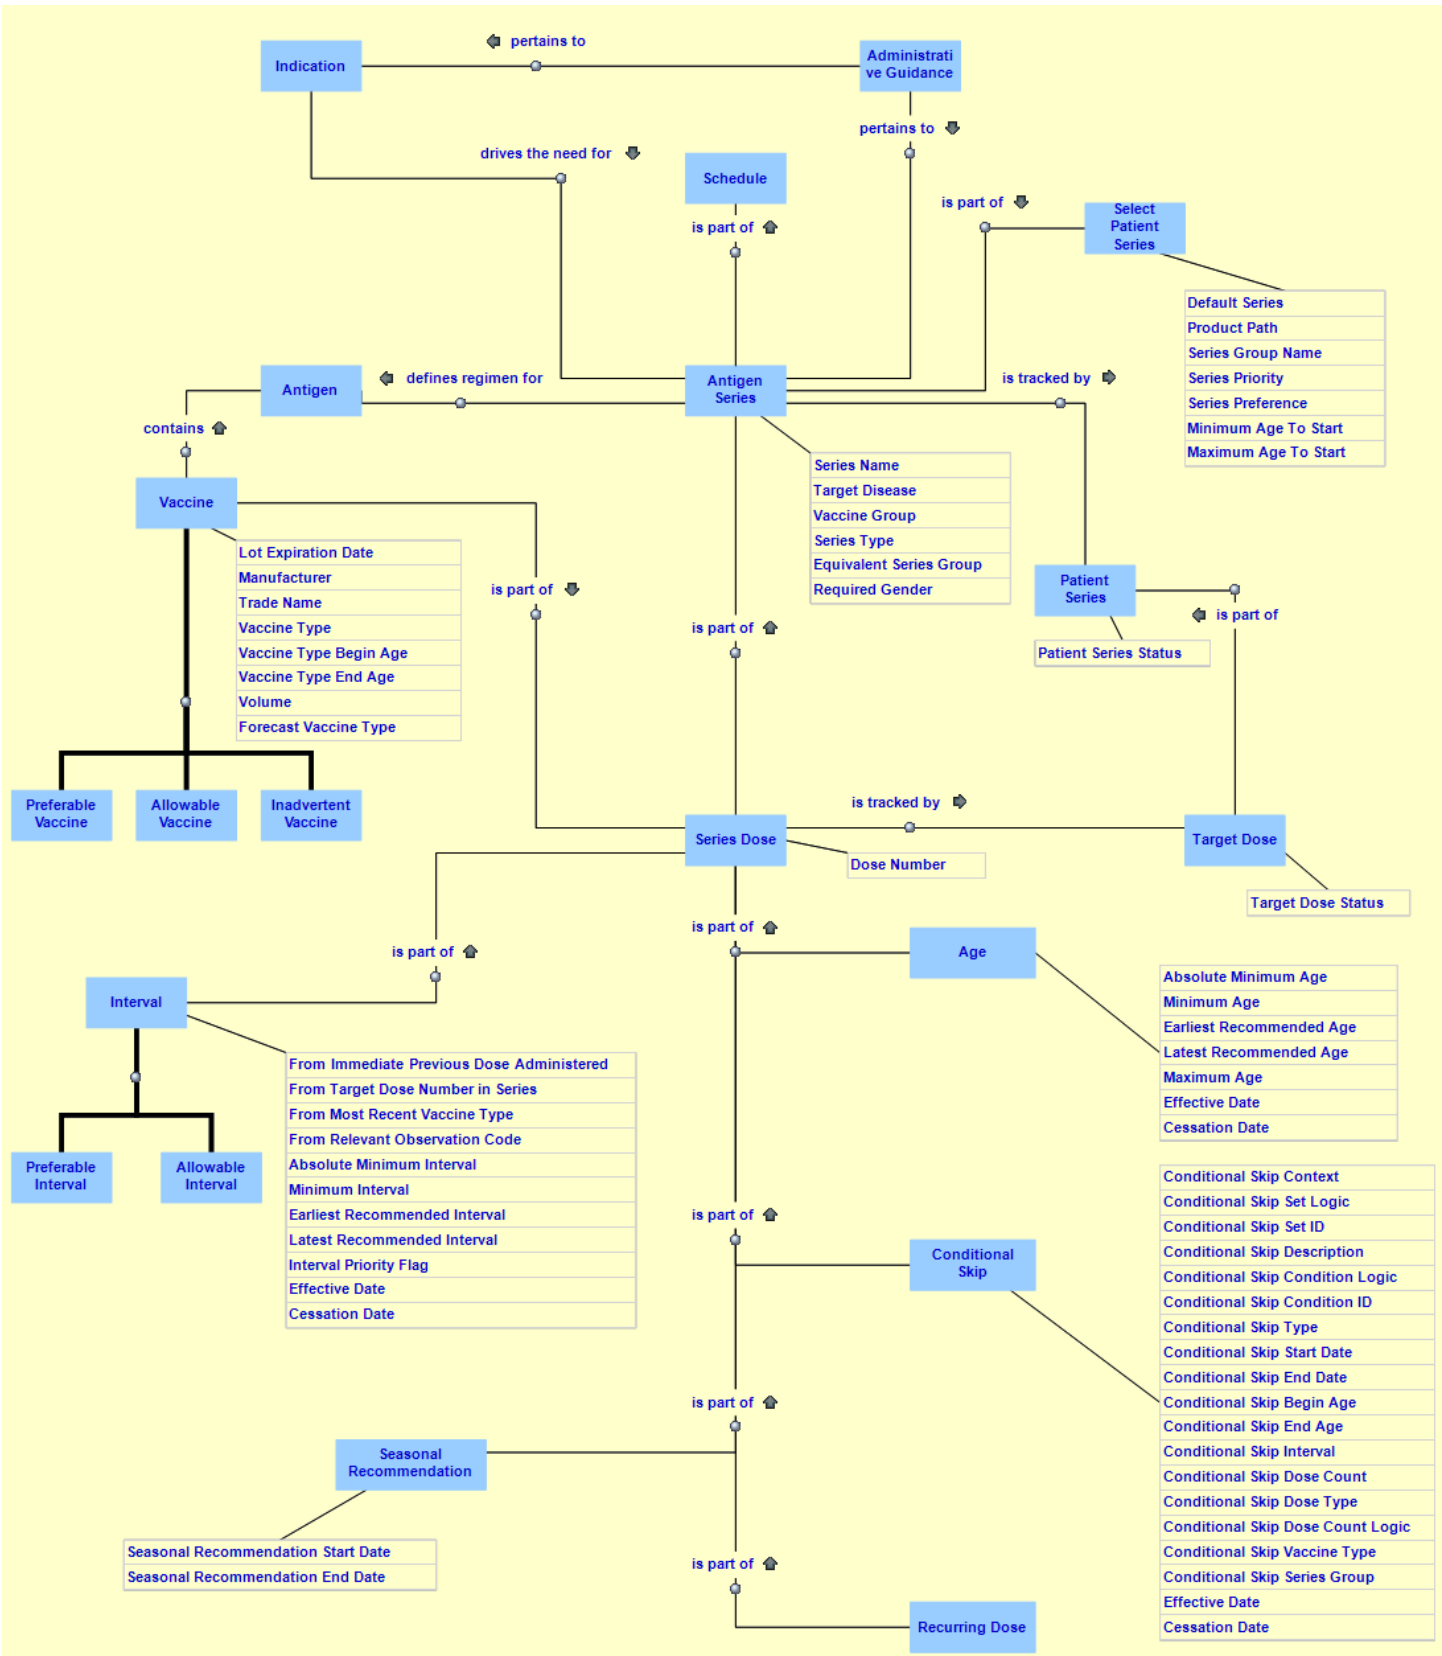 pertains to
Indication
Administrati
ve Guidance
pertains to
drives the need for
Schedule
is part of
is part of
Select
Patient
Series
Default Series
Product Path
Series Group Name
Series Priority
Series Preference
Minimum Age To Start
Maximum Age To Start
Antigen
defines regimen for
Antigen
Series
is tracked by
contains
Series Name
Target Disease
Vaccine Group
Series Type
Equivalent Series Group
Required Gender
Vaccine
Lot Expiration Date
Manufacturer
Trade Name
Vaccine Type
Vaccine Type Begin Age
Vaccine Type End Age
Volume
Forecast Vaccine Type
is part of
is part of
Patient
Series
is part of
Patient Series Status
Preferable
Vaccine
Allowable
Vaccine
Inadvertent
Vaccine
Series Dose
is tracked by
Dose Number
Target Dose
Target Dose Status
is part of
is part of
Age
Absolute Minimum Age
Minimum Age
Earliest Recommended Age
Latest Recommended Age
Maximum Age
Effective Date
Cessation Date
Interval
From Immediate Previous Dose Administered
From Target Dose Number in Series
From Most Recent Vaccine Type
From Relevant Observation Code
Absolute Minimum Interval
Minimum Interval
Earliest Recommended Interval
Latest Recommended Interval
Interval Priority Flag
Effective Date
Cessation Date
Preferable
Interval
Allowable
Interval
is part of
Conditional
Skip
Conditional Skip Context
Conditional Skip Set Logic
Conditional Skip Set ID
Conditional Skip Description
Conditional Skip Condition Logic
Conditional Skip Condition ID
Conditional Skip Type
Conditional Skip Start Date
Conditional Skip End Date
Conditional Skip Begin Age
Conditional Skip End Age
Conditional Skip Interval
Conditional Skip Dose Count
Conditional Skip Dose Type
Conditional Skip Dose Count Logic
Conditional Skip Vaccine Type
Conditional Skip Series Group
Effective Date
Cessation Date
is part of
Seasonal
Recommendation
Seasonal Recommendation Start Date
Seasonal Recommendation End Date
is part of
Recurring Dose